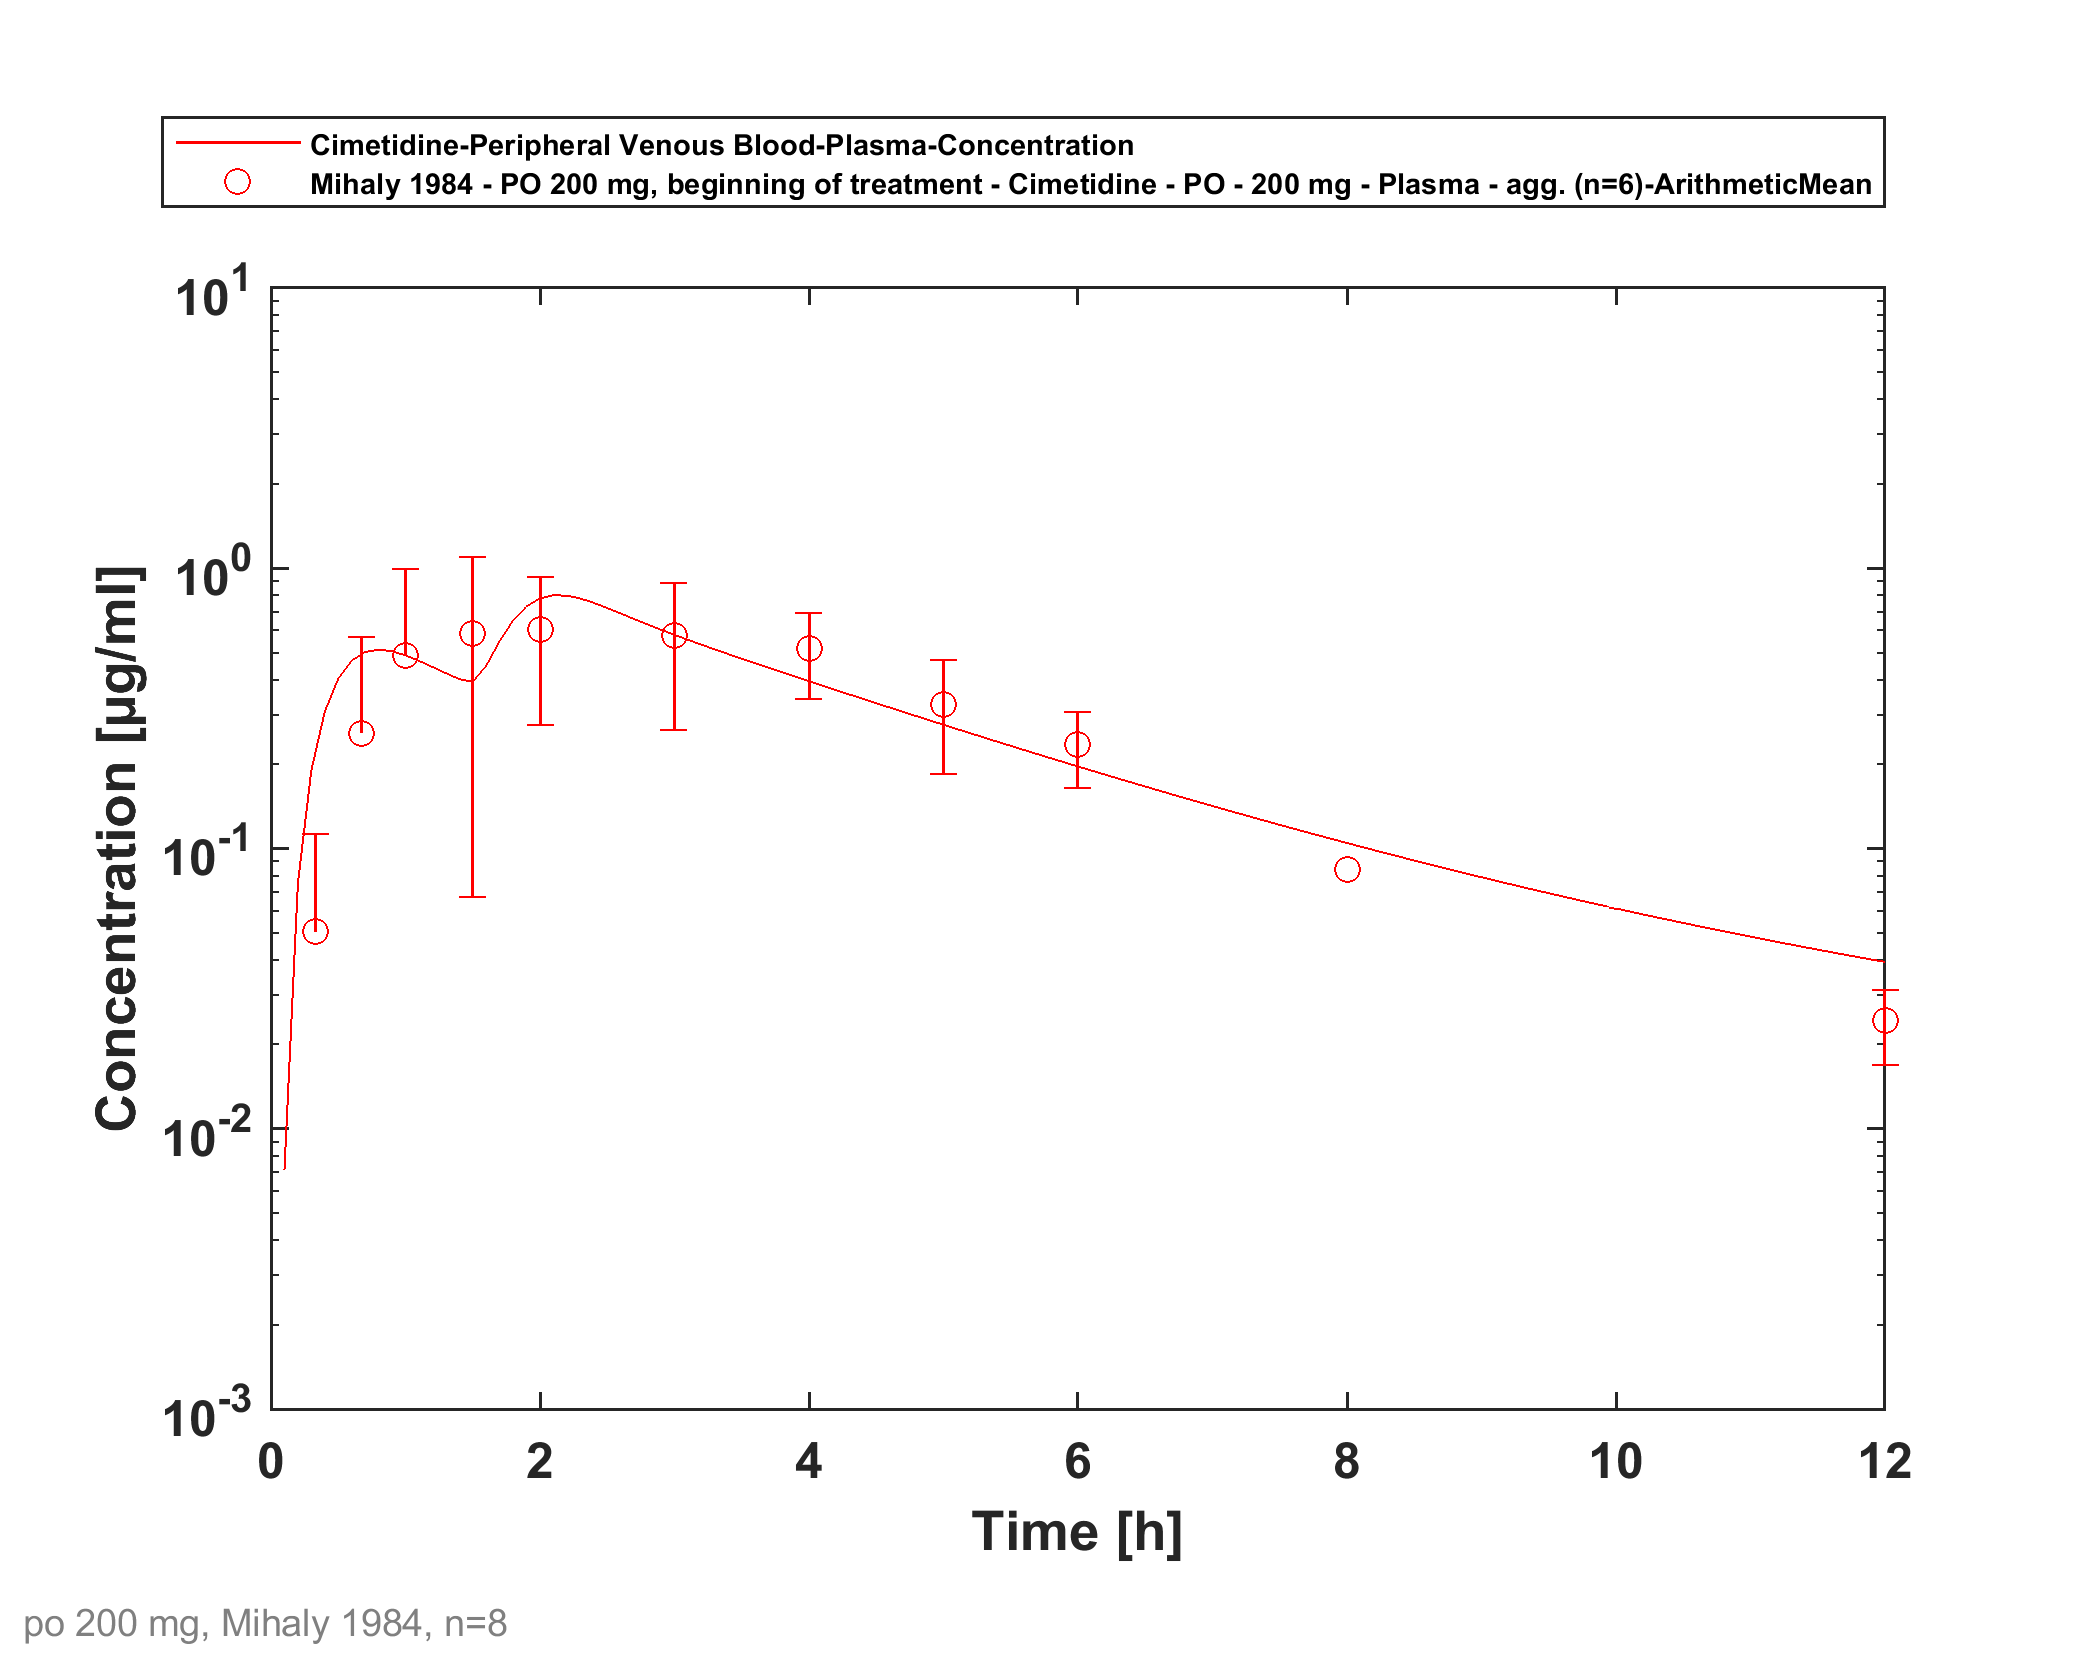 Cimetidine-Peripheral Venous Blood-Plasma-Concentration
Mihaly 1984 - PO 200 mg, beginning of treatment - Cimetidine - PO - 200 mg - Plasma - agg. (n=6)-ArithmeticMean
10^1
10^0
10^-1
10^-2
10^-3
Concentration [µg/ml]
0 2 4 6 8 10 12
Time [h]
po 200 mg, Mihaly 1984, n=8